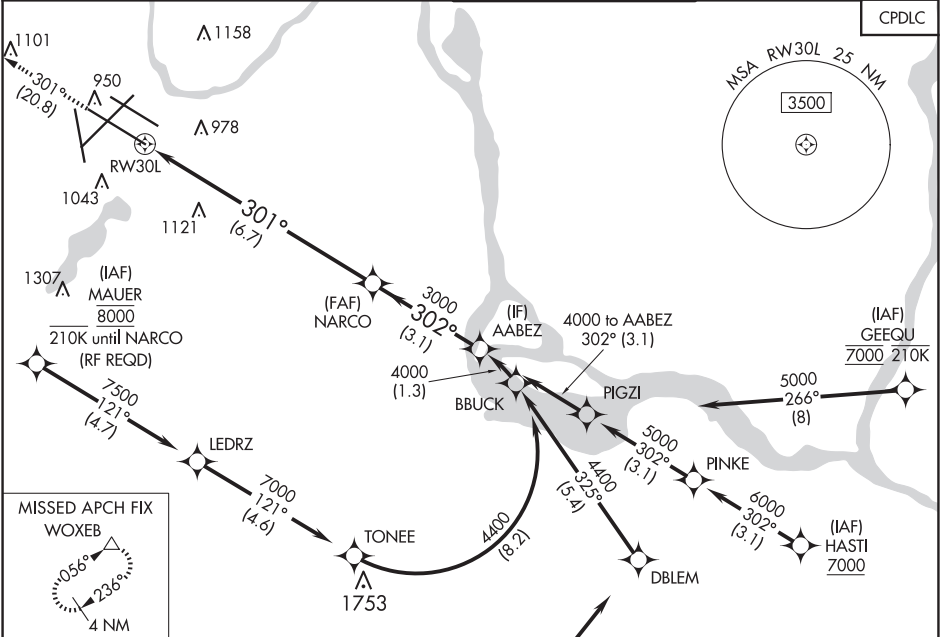 CPDLC
1101
1158
301°
(20.8)
950
978
RW30L
1043
1121
MSA RW30L 25 NM
3500
301°
(6.7)
1307
(IAF)
MAUER
8000
210K until NARCO
(RF REQD)
(FAF)
NARCO
3000
302°
(3.1)
(IF)
AABEZ
4000 to AABEZ
302° (3.1)
(IAF)
GEEQU
7000 210K
4000
(1.3)
BBUCK
PIGZI
5000
266°
(8)
7500
121°
(4.7)
LEDRZ
5000
302°
(3.1)
PINKE
4400
325°
(5.4)
7000
121°
(4.6)
6000
302°
(3.1)
(IAF)
HASTI
7000
TONEE
4400
(8.2)
1753
DBLEM
MISSED APCH FIX
WOXEB
056°
236°
4 NM